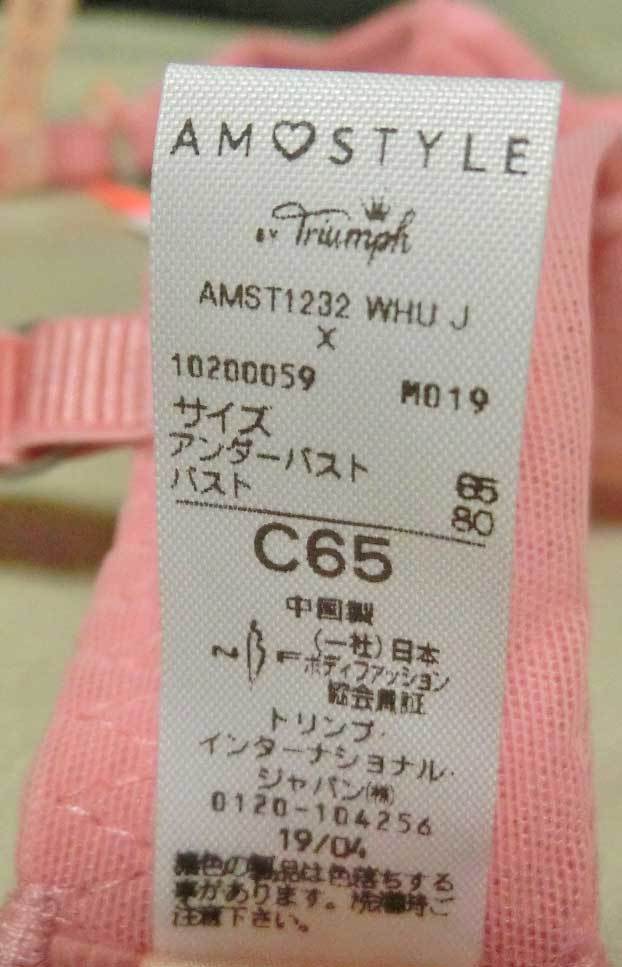 AM♡STYLE
BY Triumph
AMST1232 WHU J
X
10200059 M019
サイズ
アンダーバスト 65
バスト 80
C65
中国製
(一社)日本
ボディファッション
協会員証
トリンプ・
インターナショナル・
ジャパン(株)
0120-104256
19/04
濃色の製品は色落ちする
事があります。洗濯時ご
注意下さい。